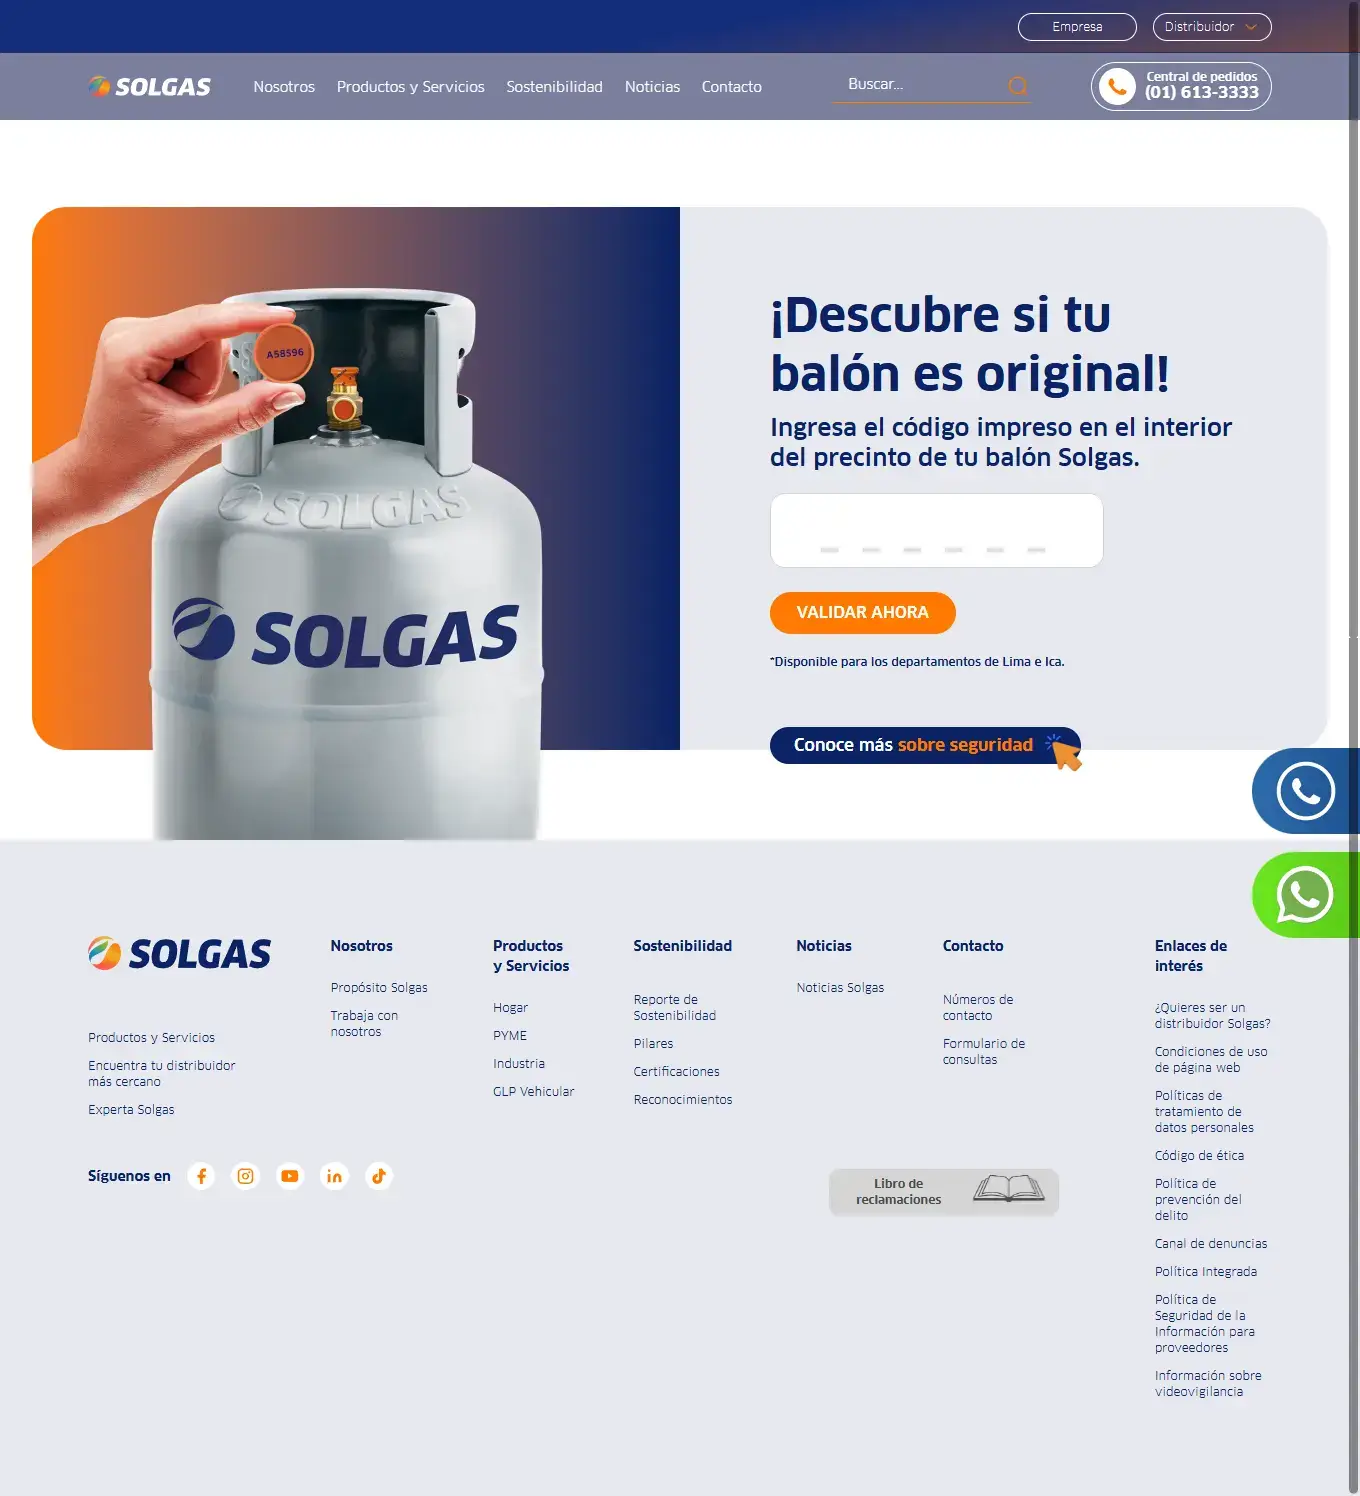 Empresa
Distribuidor
SOLGAS
Nosotros
Productos y Servicios
Sostenibilidad
Noticias
Contacto
Buscar...
Central de pedidos
(01) 613-3333
A58596
SOLGAS
SOLGAS
¡Descubre si tu
balón es original!
Ingresa el código impreso en el interior
del precinto de tu balón Solgas.
VALIDAR AHORA
*Disponible para los departamentos de Lima e Ica.
Conoce más sobre seguridad
SOLGAS
Productos y Servicios
Encuentra tu distribuidor
más cercano
Experta Solgas
Nosotros
Propósito Solgas
Trabaja con
nosotros
Productos
y Servicios
Hogar
PYME
Industria
GLP Vehicular
Sostenibilidad
Reporte de
Sostenibilidad
Pilares
Certificaciones
Reconocimientos
Noticias
Noticias Solgas
Contacto
Números de
contacto
Formulario de
consultas
Enlaces de
interés
¿Quieres ser un
distribuidor Solgas?
Condiciones de uso
de página web
Políticas de
tratamiento de
datos personales
Código de ética
Política de
prevención del
delito
Canal de denuncias
Política Integrada
Política de
Seguridad de la
Información para
proveedores
Información sobre
videovigilancia
Síguenos en
Libro de
reclamaciones